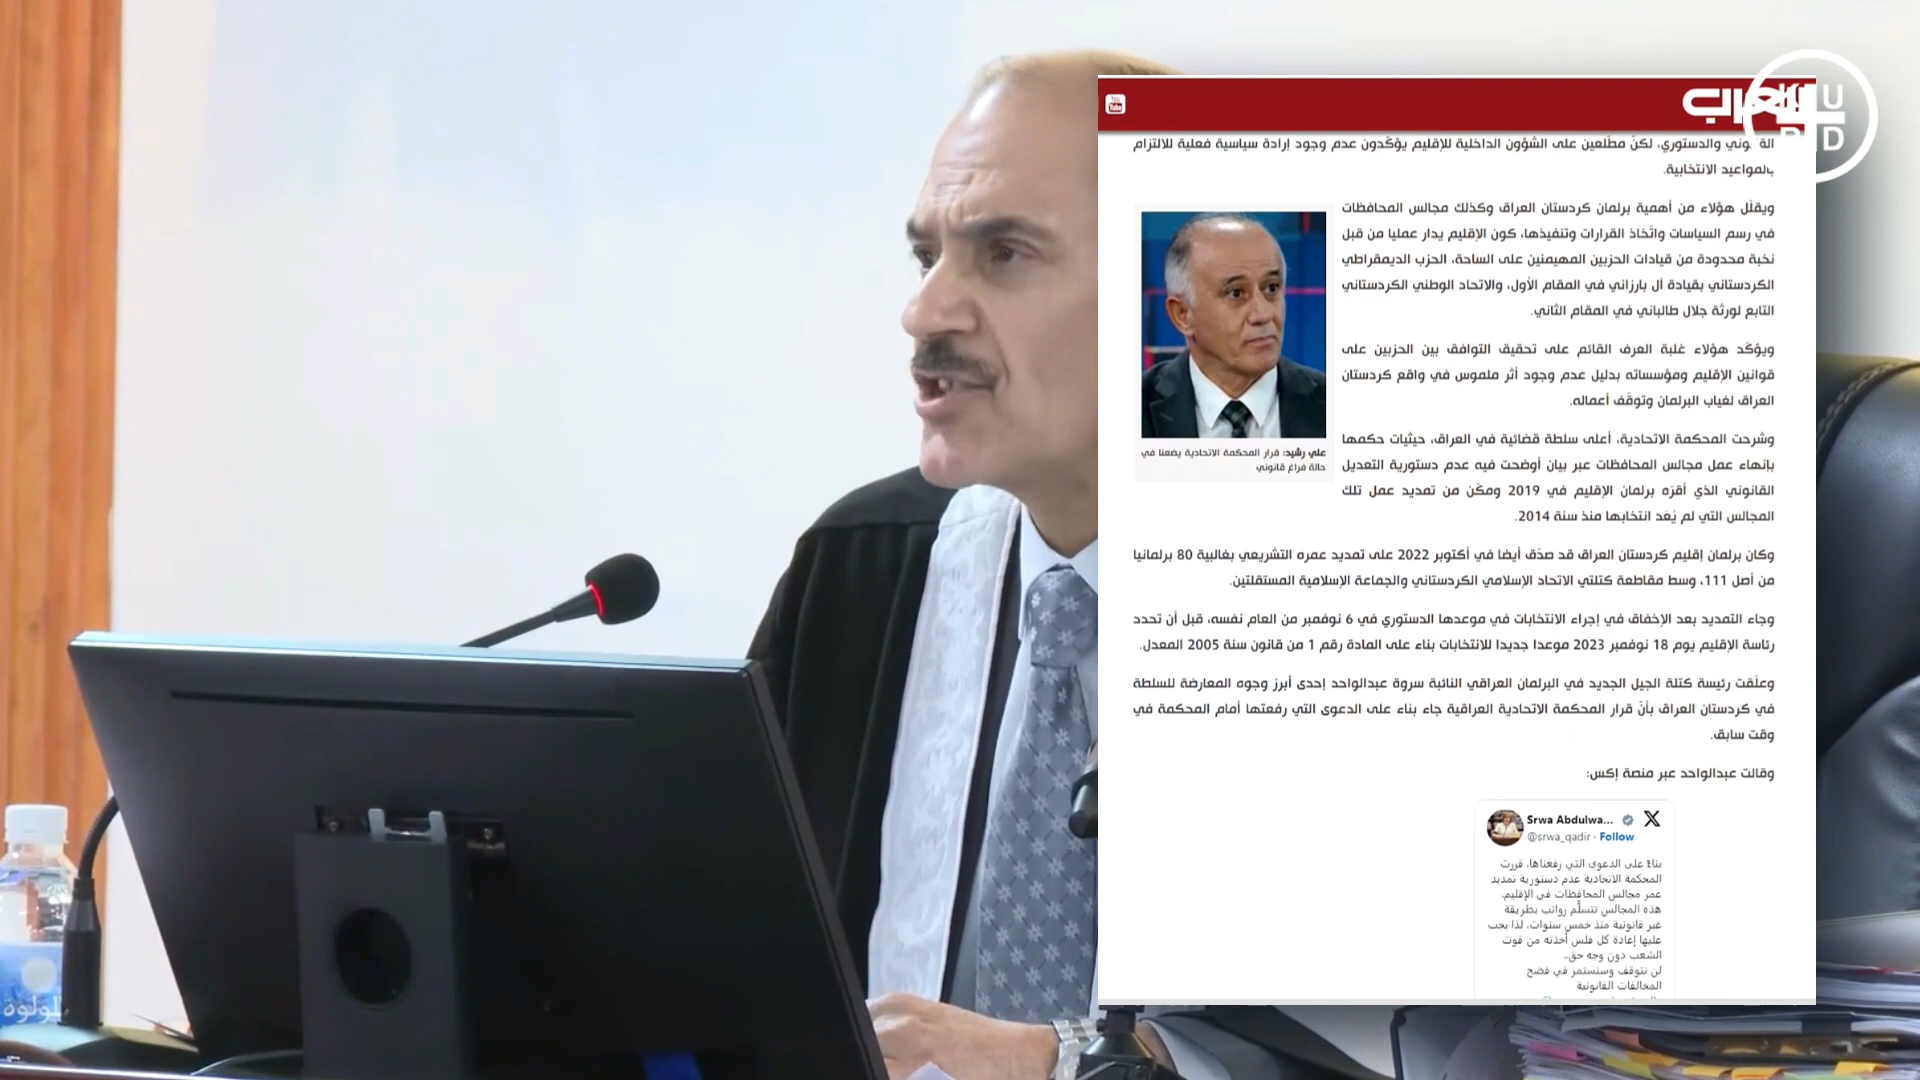 العرب
KURD
والدستوري، لكنّ مطّلعين على الشؤون الداخلية للإقليم يؤكّدون عدم وجود إرادة سياسية فعلية للالتزام
بالمواعيد الانتخابية.
ويقلّل هؤلاء من أهمية برلمان كردستان العراق وكذلك مجالس المحافظات
في رسم السياسات واتّخاذ القرارات وتنفيذها، كون الإقليم يدار عمليا من قبل
نخبة محدودة من قيادات الحزبين المهيمنين على الساحة، الحزب الديمقراطي
الكردستاني بقيادة آل بارزاني في المقام الأول، والاتحاد الوطني الكردستاني
التابع لورثة جلال طالباني في المقام الثاني.
ويؤكّد هؤلاء غلبة العرف القائم على تحقيق التوافق بين الحزبين على
قوانين الإقليم ومؤسساته بدليل عدم وجود أثر ملموس في واقع كردستان
العراق لغياب البرلمان وتوقّف أعماله.
علي رشيد: قرار المحكمة الاتحادية يضعنا في
حالة فراغ قانوني
وشرحت المحكمة الاتحادية، أعلى سلطة قضائية في العراق، حيثيات حكمها
بإنهاء عمل مجالس المحافظات عبر بيان أوضحت فيه عدم دستورية التعديل
القانوني الذي أقرّه برلمان الإقليم في 2019 ومكّن من تمديد عمل تلك
المجالس التي لم يُعَد انتخابها منذ سنة 2014.
وكان برلمان إقليم كردستان العراق قد صدّق أيضا في أكتوبر 2022 على تمديد عمره التشريعي بغالبية 80 برلمانيا
من أصل 111، وسط مقاطعة كتلتي الاتحاد الإسلامي الكردستاني والجماعة الإسلامية المستقلتين.
وجاء التمديد بعد الإخفاق في إجراء الانتخابات في موعدها الدستوري في 6 نوفمبر من العام نفسه، قبل أن تحدد
رئاسة الإقليم يوم 18 نوفمبر 2023 موعدا جديدا للانتخابات بناء على المادة رقم 1 من قانون سنة 2005 المعدل.
وعلّقت رئيسة كتلة الجيل الجديد في البرلمان العراقي النائبة سروة عبدالواحد إحدى أبرز وجوه المعارضة للسلطة
في كردستان العراق بأنّ قرار المحكمة الاتحادية العراقية جاء بناء على الدعوى التي رفعتها أمام المحكمة في
وقت سابق.
وقالت عبدالواحد عبر منصة إكس:
Srwa Abdulwa...
@srwa_qadir · Follow
بناءً على الدعوى التي رفعناها، قررت
المحكمة الاتحادية عدم دستورية تمديد
عمر مجالس المحافظات في الإقليم.
هذه المجالس تتسلَّم رواتب بطريقة
غير قانونية منذ خمس سنوات، لذا يجب
عليها إعادة كل فلس أخذته من قوت
الشعب دون وجه حق..
لن نتوقف وسنستمر في فضح
المخالفات القانونية